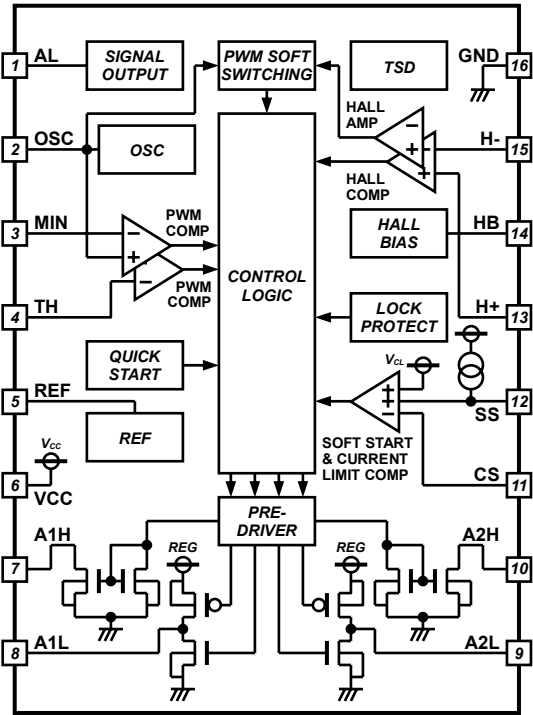 1
AL
SIGNAL
OUTPUT
PWM SOFT
SWITCHING
TSD
GND
16
2
OSC
OSC
HALL
AMP
H-
15
HALL
COMP
3
MIN
PWM
COMP
CONTROL
LOGIC
HALL
BIAS
HB
14
4
TH
PWM
COMP
LOCK
PROTECT
H+
13
QUICK
START
VCL
5
REF
REF
SS
12
SOFT START
& CURRENT
LIMIT COMP
VCC
6
VCC
CS
11
PRE-
DRIVER
A1H
7
REG
REG
A2H
10
A1L
8
A2L
9